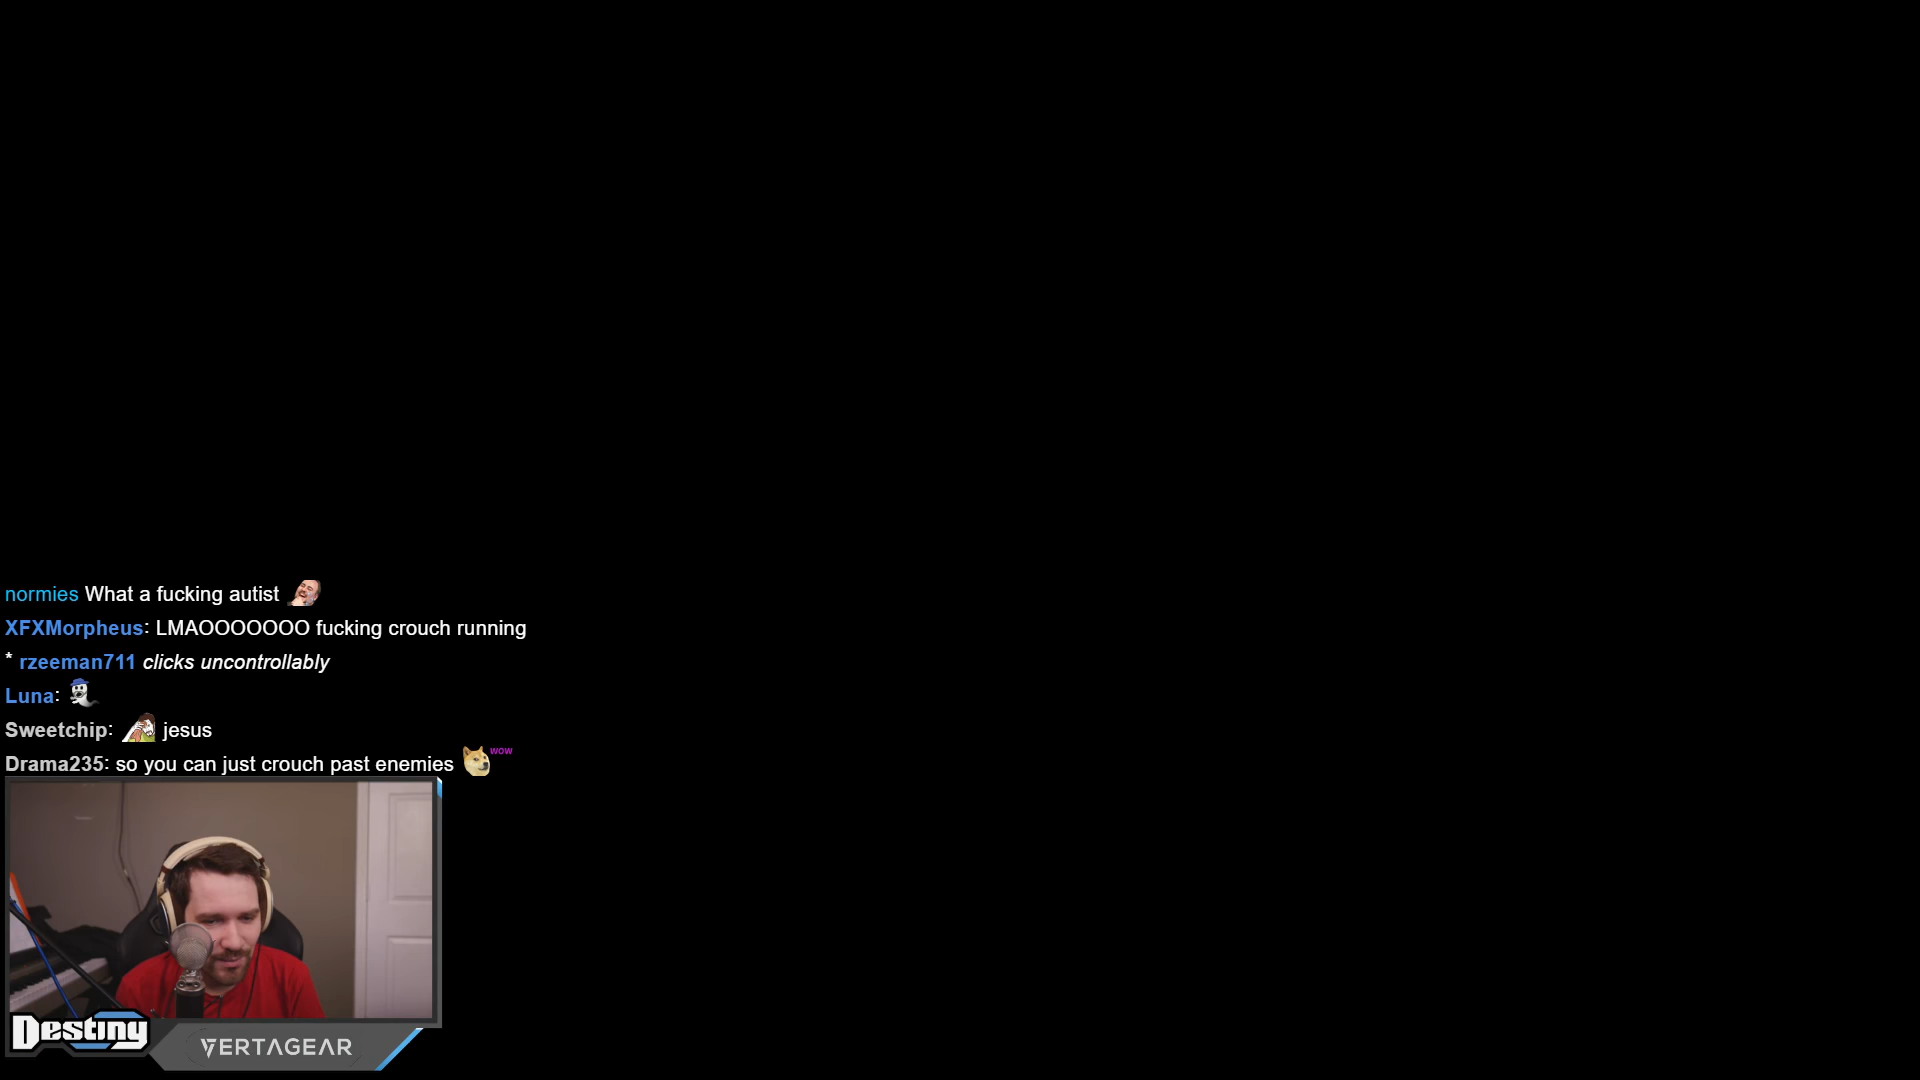 normies What a fucking autist
XFXMorpheus: LMAOOOOOOO fucking crouch running
* rzeeman711 clicks uncontrollably
Luna:
Sweetchip: jesus
Drama235: so you can just crouch past enemies wow
Destiny
VERTAGEAR